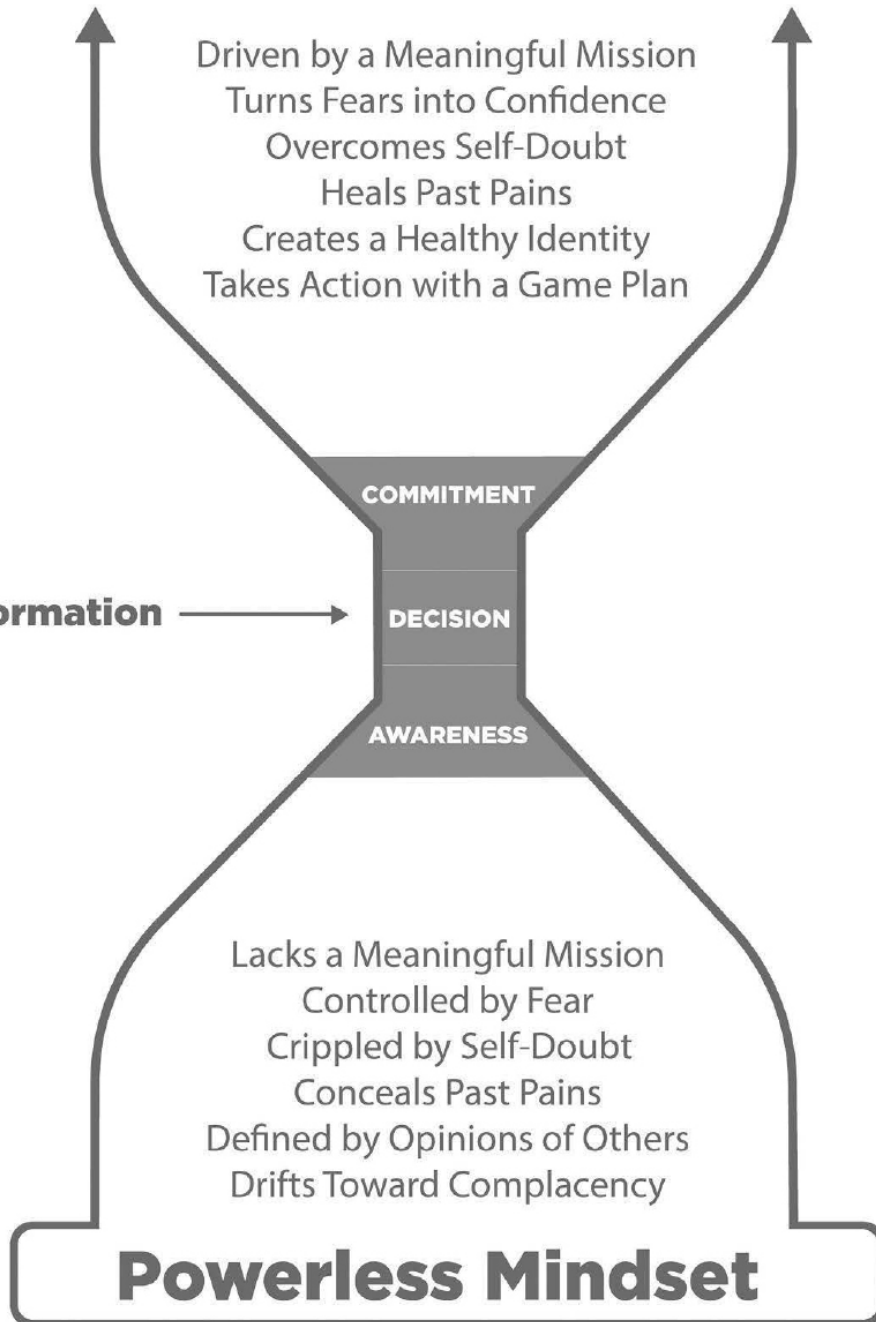 Driven by a Meaningful Mission
Turns Fears into Confidence
Overcomes Self-Doubt
Heals Past Pains
Creates a Healthy Identity
Takes Action with a Game Plan
COMMITMENT
ormation
DECISION
AWARENESS
Lacks a Meaningful Mission
Controlled by Fear
Crippled by Self-Doubt
Conceals Past Pains
Defined by Opinions of Others
Drifts Toward Complacency
Powerless Mindset